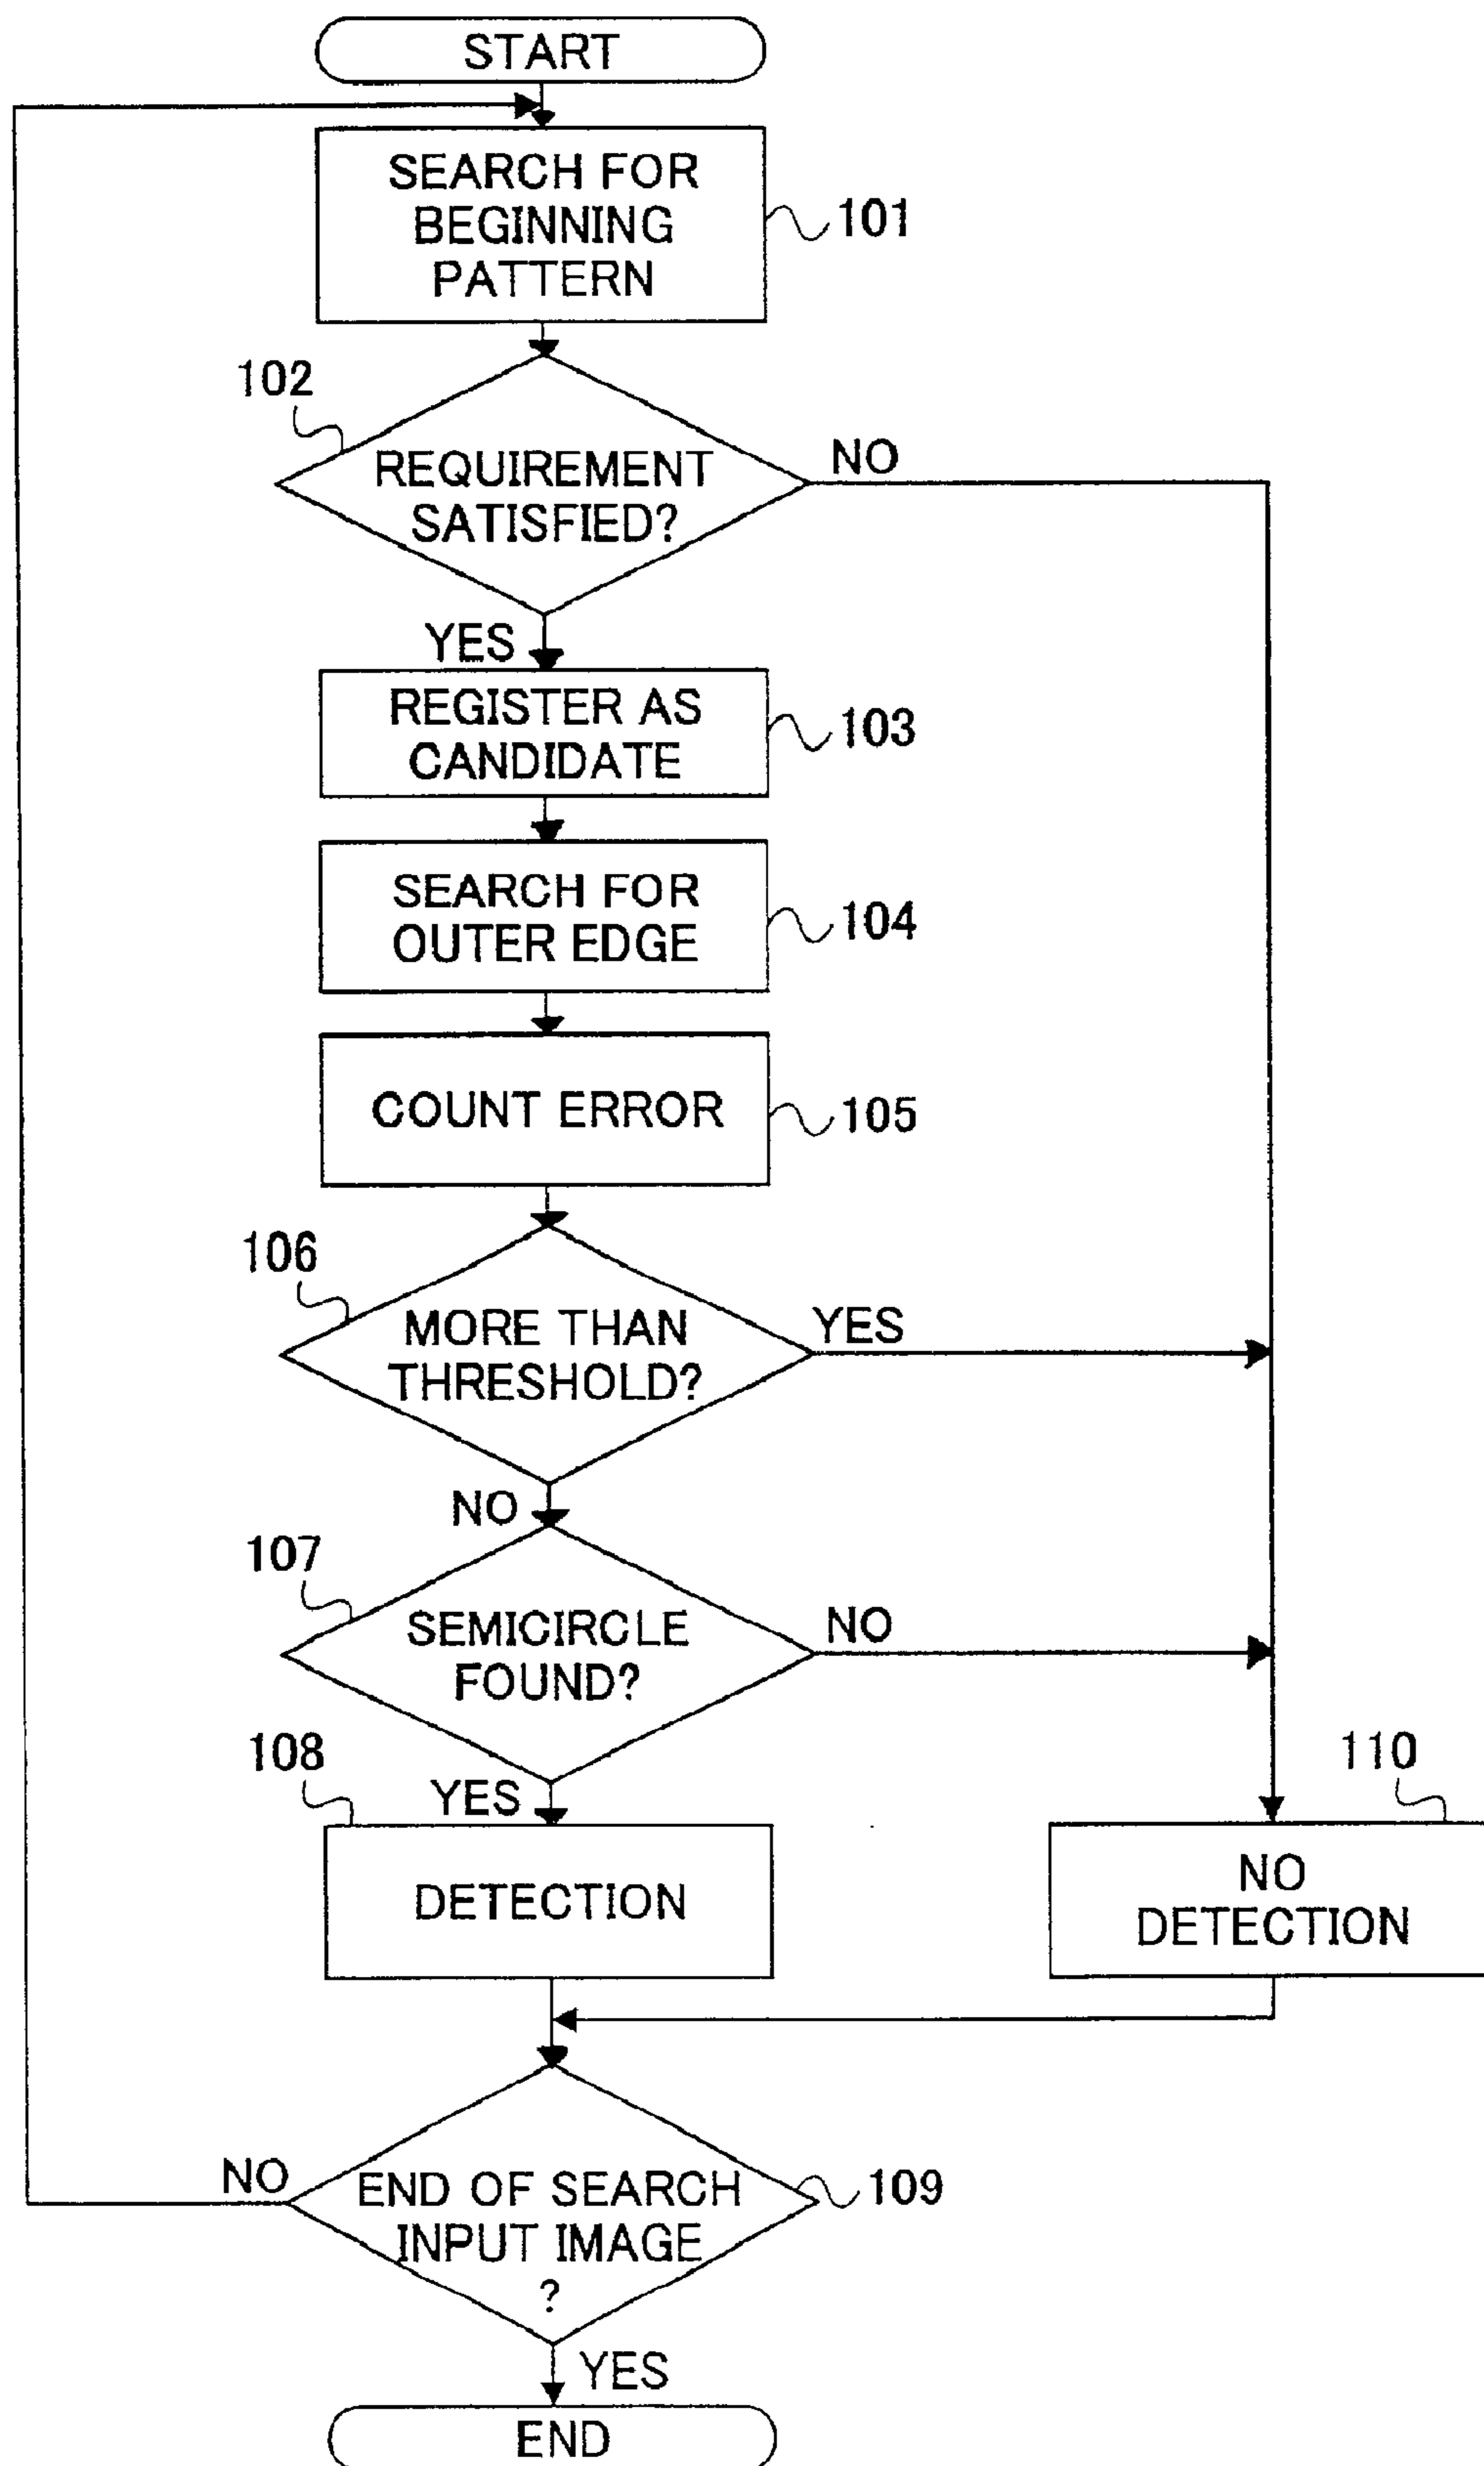 START
SEARCH FOR
BEGINNING
PATTERN
101
102
REQUIREMENT
SATISFIED?
NO
YES
REGISTER AS
CANDIDATE
103
SEARCH FOR
OUTER EDGE
104
COUNT ERROR
105
106
MORE THAN
THRESHOLD?
YES
NO
107
SEMICIRCLE
FOUND?
NO
YES
108
DETECTION
110
NO
DETECTION
NO
END OF SEARCH
INPUT IMAGE
?
109
YES
END